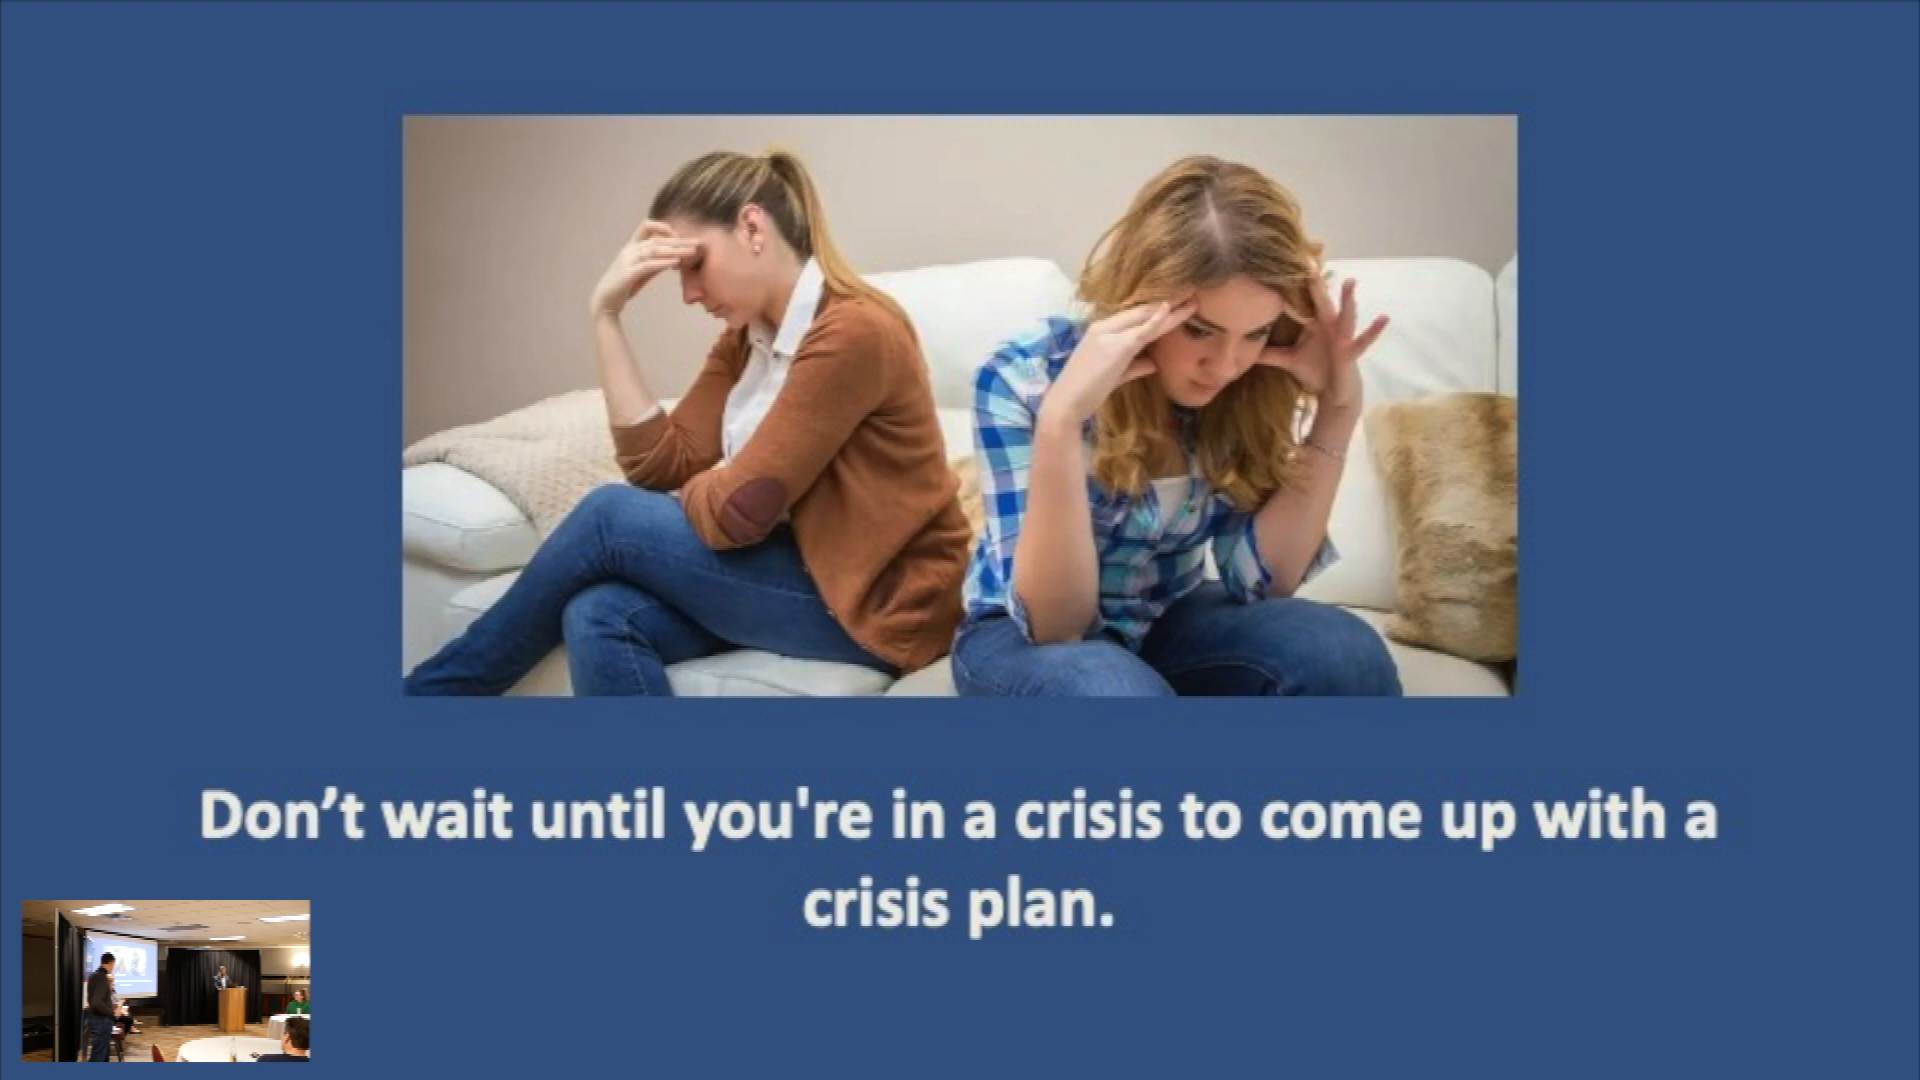 Don’t wait until you're in a crisis to come up with a
crisis plan.